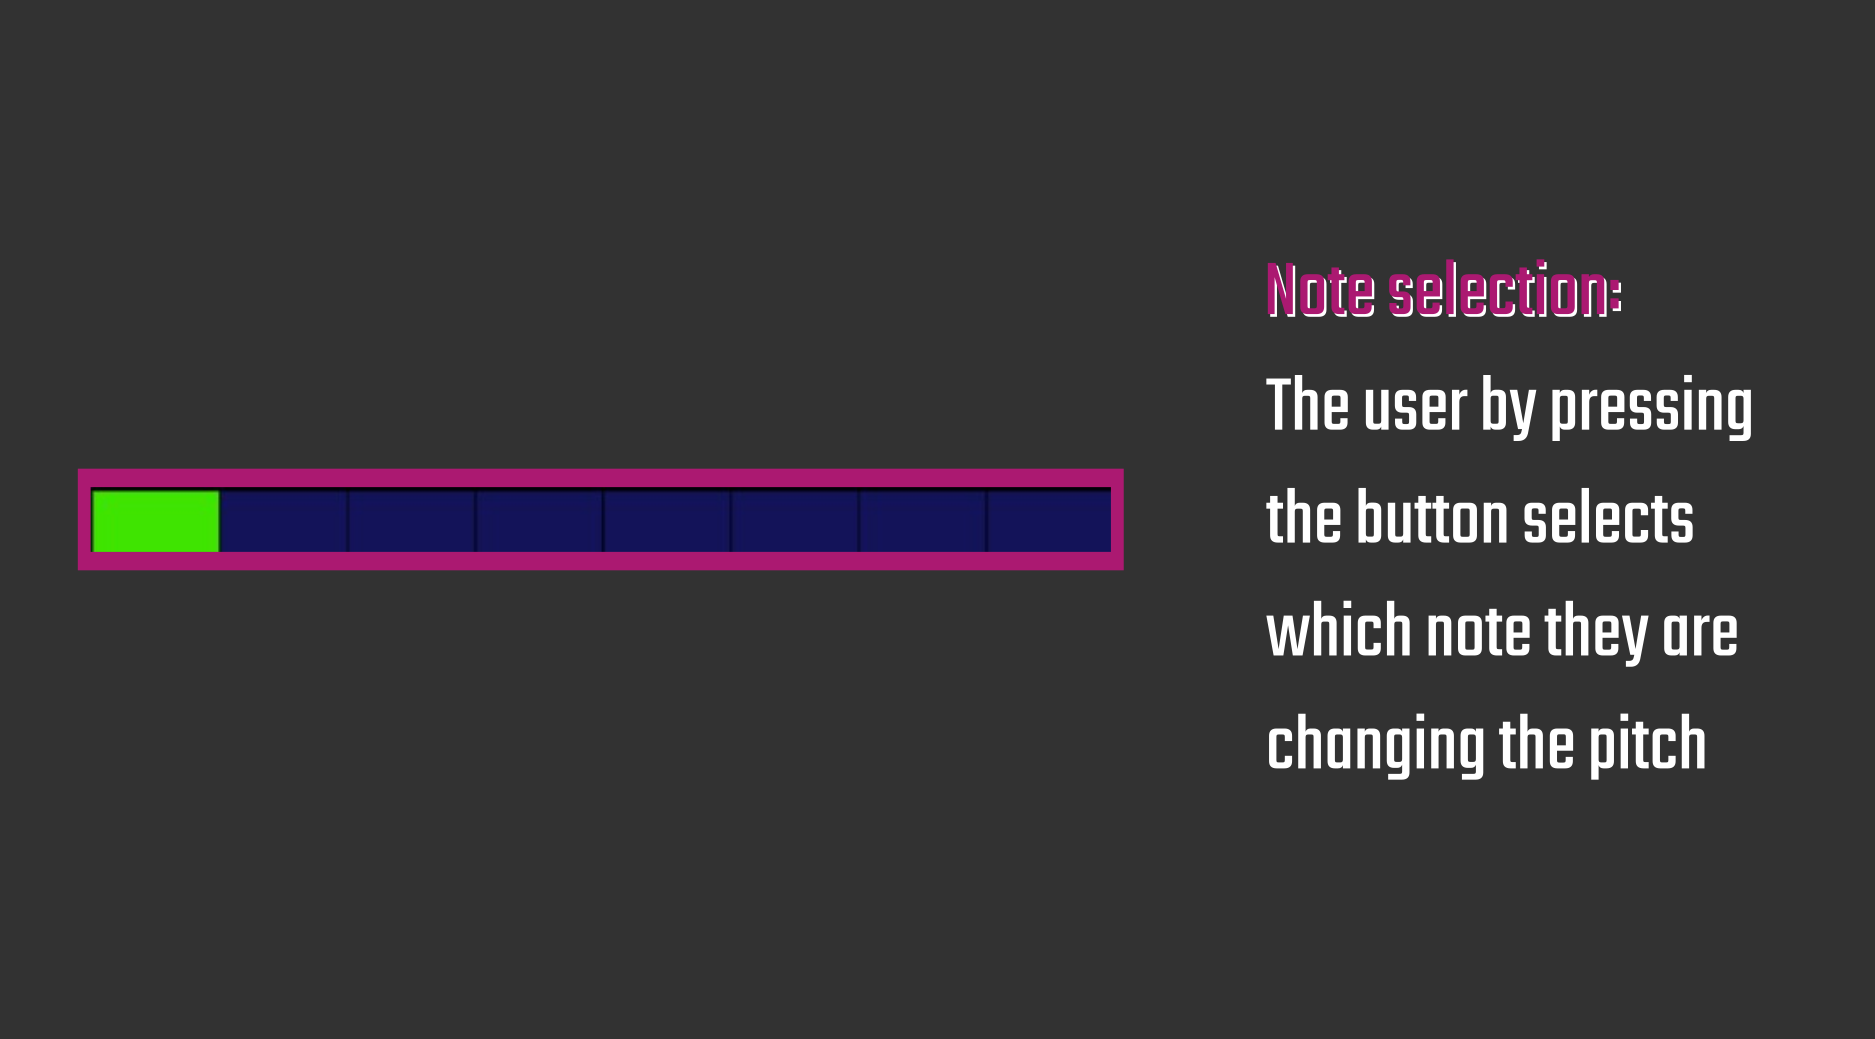 Note selection:
The user by pressing
the button selects
which note they are
changing the pitch